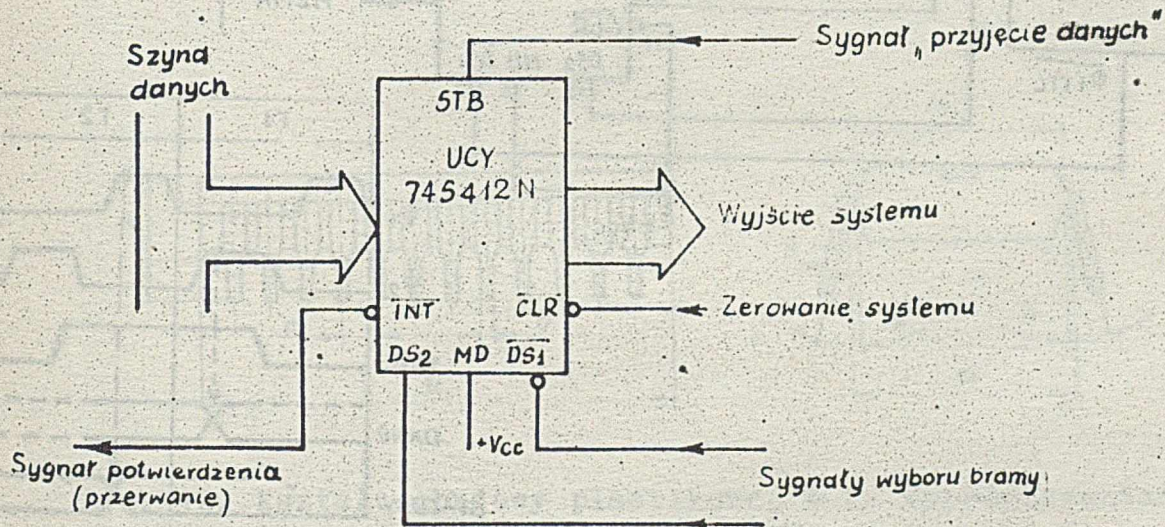 Sygnał „przyjęcie danych"
Szyna
danych
STB
UCY
74S412N
Wyjście systemu
INT
CLR
Zerowanie systemu
DS2 MD DS1
+Vcc
Sygnał potwierdzenia
(przerwanie)
Sygnały wyboru bramy